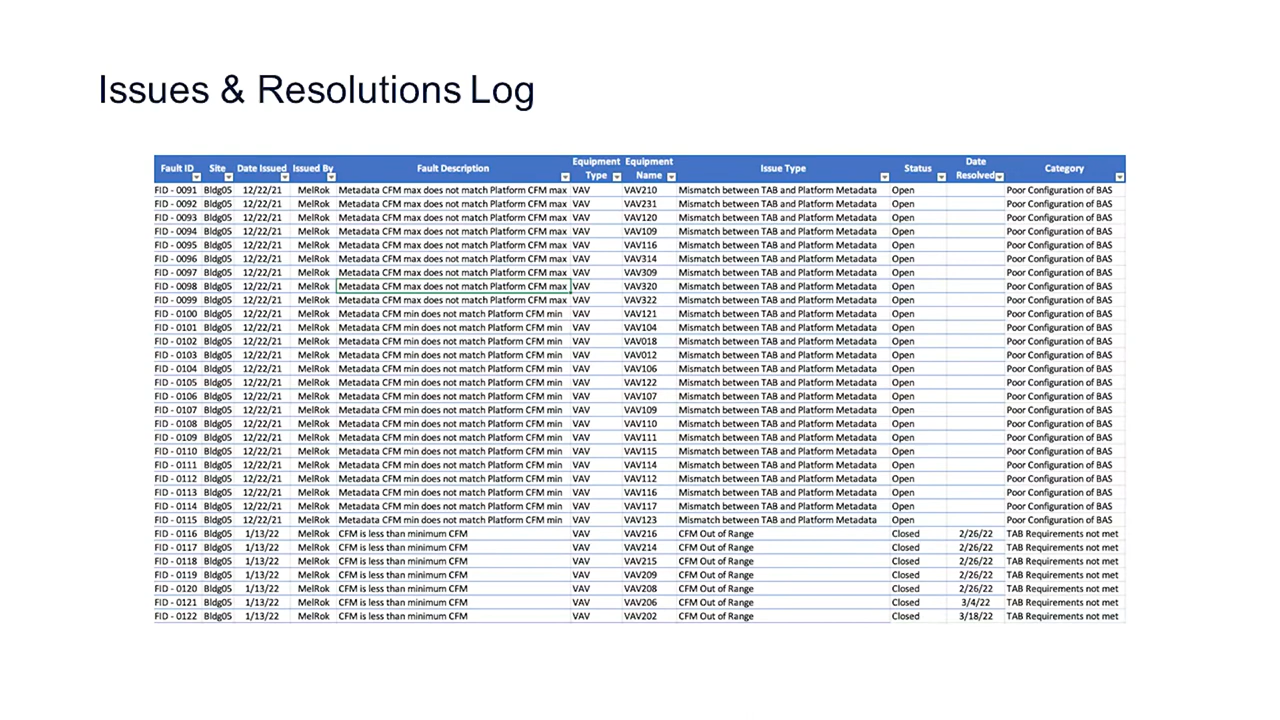 Issues & Resolutions Log
Fault ID Site Date Issued Issued By Fault Description Equipment Type Equipment Name Issue Type Status Date Resolved Category
FID - 0091 Bldg05 12/22/21 MelRok Metadata CFM max does not match Platform CFM max VAV VAV210 Mismatch between TAB and Platform Metadata Open Poor Configuration of BAS
FID - 0092 Bldg05 12/22/21 MelRok Metadata CFM max does not match Platform CFM max VAV VAV231 Mismatch between TAB and Platform Metadata Open Poor Configuration of BAS
FID - 0093 Bldg05 12/22/21 MelRok Metadata CFM max does not match Platform CFM max VAV VAV120 Mismatch between TAB and Platform Metadata Open Poor Configuration of BAS
FID - 0094 Bldg05 12/22/21 MelRok Metadata CFM max does not match Platform CFM max VAV VAV109 Mismatch between TAB and Platform Metadata Open Poor Configuration of BAS
FID - 0095 Bldg05 12/22/21 MelRok Metadata CFM max does not match Platform CFM max VAV VAV116 Mismatch between TAB and Platform Metadata Open Poor Configuration of BAS
FID - 0096 Bldg05 12/22/21 MelRok Metadata CFM max does not match Platform CFM max VAV VAV314 Mismatch between TAB and Platform Metadata Open Poor Configuration of BAS
FID - 0097 Bldg05 12/22/21 MelRok Metadata CFM max does not match Platform CFM max VAV VAV309 Mismatch between TAB and Platform Metadata Open Poor Configuration of BAS
FID - 0098 Bldg05 12/22/21 MelRok Metadata CFM max does not match Platform CFM max VAV VAV320 Mismatch between TAB and Platform Metadata Open Poor Configuration of BAS
FID - 0099 Bldg05 12/22/21 MelRok Metadata CFM max does not match Platform CFM max VAV VAV322 Mismatch between TAB and Platform Metadata Open Poor Configuration of BAS
FID - 0100 Bldg05 12/22/21 MelRok Metadata CFM min does not match Platform CFM min VAV VAV121 Mismatch between TAB and Platform Metadata Open Poor Configuration of BAS
FID - 0101 Bldg05 12/22/21 MelRok Metadata CFM min does not match Platform CFM min VAV VAV104 Mismatch between TAB and Platform Metadata Open Poor Configuration of BAS
FID - 0102 Bldg05 12/22/21 MelRok Metadata CFM min does not match Platform CFM min VAV VAV018 Mismatch between TAB and Platform Metadata Open Poor Configuration of BAS
FID - 0103 Bldg05 12/22/21 MelRok Metadata CFM min does not match Platform CFM min VAV VAV012 Mismatch between TAB and Platform Metadata Open Poor Configuration of BAS
FID - 0104 Bldg05 12/22/21 MelRok Metadata CFM min does not match Platform CFM min VAV VAV106 Mismatch between TAB and Platform Metadata Open Poor Configuration of BAS
FID - 0105 Bldg05 12/22/21 MelRok Metadata CFM min does not match Platform CFM min VAV VAV122 Mismatch between TAB and Platform Metadata Open Poor Configuration of BAS
FID - 0106 Bldg05 12/22/21 MelRok Metadata CFM min does not match Platform CFM min VAV VAV107 Mismatch between TAB and Platform Metadata Open Poor Configuration of BAS
FID - 0107 Bldg05 12/22/21 MelRok Metadata CFM min does not match Platform CFM min VAV VAV109 Mismatch between TAB and Platform Metadata Open Poor Configuration of BAS
FID - 0108 Bldg05 12/22/21 MelRok Metadata CFM min does not match Platform CFM min VAV VAV110 Mismatch between TAB and Platform Metadata Open Poor Configuration of BAS
FID - 0109 Bldg05 12/22/21 MelRok Metadata CFM min does not match Platform CFM min VAV VAV111 Mismatch between TAB and Platform Metadata Open Poor Configuration of BAS
FID - 0110 Bldg05 12/22/21 MelRok Metadata CFM min does not match Platform CFM min VAV VAV115 Mismatch between TAB and Platform Metadata Open Poor Configuration of BAS
FID - 0111 Bldg05 12/22/21 MelRok Metadata CFM min does not match Platform CFM min VAV VAV114 Mismatch between TAB and Platform Metadata Open Poor Configuration of BAS
FID - 0112 Bldg05 12/22/21 MelRok Metadata CFM min does not match Platform CFM min VAV VAV112 Mismatch between TAB and Platform Metadata Open Poor Configuration of BAS
FID - 0113 Bldg05 12/22/21 MelRok Metadata CFM min does not match Platform CFM min VAV VAV116 Mismatch between TAB and Platform Metadata Open Poor Configuration of BAS
FID - 0114 Bldg05 12/22/21 MelRok Metadata CFM min does not match Platform CFM min VAV VAV117 Mismatch between TAB and Platform Metadata Open Poor Configuration of BAS
FID - 0115 Bldg05 12/22/21 MelRok Metadata CFM min does not match Platform CFM min VAV VAV123 Mismatch between TAB and Platform Metadata Open Poor Configuration of BAS
FID - 0116 Bldg05 1/13/22 MelRok CFM is less than minimum CFM VAV VAV216 CFM Out of Range Closed 2/26/22 TAB Requirements not met
FID - 0117 Bldg05 1/13/22 MelRok CFM is less than minimum CFM VAV VAV214 CFM Out of Range Closed 2/26/22 TAB Requirements not met
FID - 0118 Bldg05 1/13/22 MelRok CFM is less than minimum CFM VAV VAV215 CFM Out of Range Closed 2/26/22 TAB Requirements not met
FID - 0119 Bldg05 1/13/22 MelRok CFM is less than minimum CFM VAV VAV209 CFM Out of Range Closed 2/26/22 TAB Requirements not met
FID - 0120 Bldg05 1/13/22 MelRok CFM is less than minimum CFM VAV VAV208 CFM Out of Range Closed 2/26/22 TAB Requirements not met
FID - 0121 Bldg05 1/13/22 MelRok CFM is less than minimum CFM VAV VAV206 CFM Out of Range Closed 3/4/22 TAB Requirements not met
FID - 0122 Bldg05 1/13/22 MelRok CFM is less than minimum CFM VAV VAV202 CFM Out of Range Closed 3/18/22 TAB Requirements not met